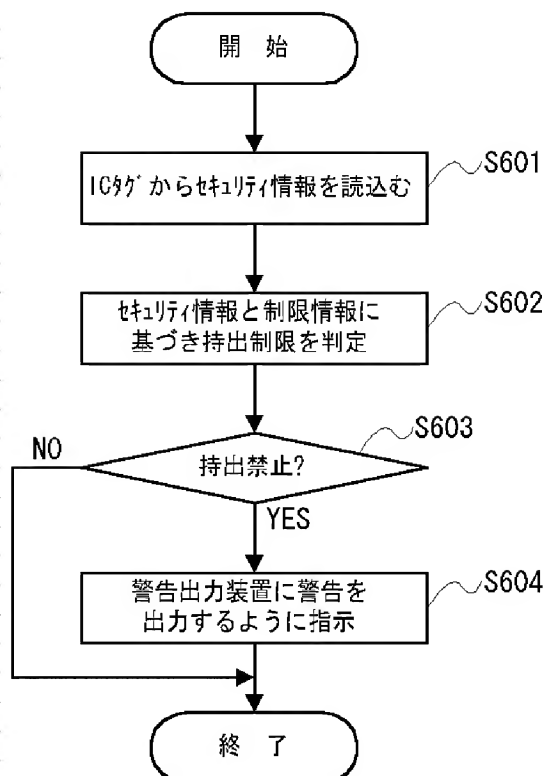 開 始
ICﾀｸﾞからｾｷｭﾘﾃｨ情報を読込む
S601
ｾｷｭﾘﾃｨ情報と制限情報に
基づき持出制限を判定
S602
持出禁止?
S603
NO
YES
警告出力装置に警告を
出力するように指示
S604
終 了